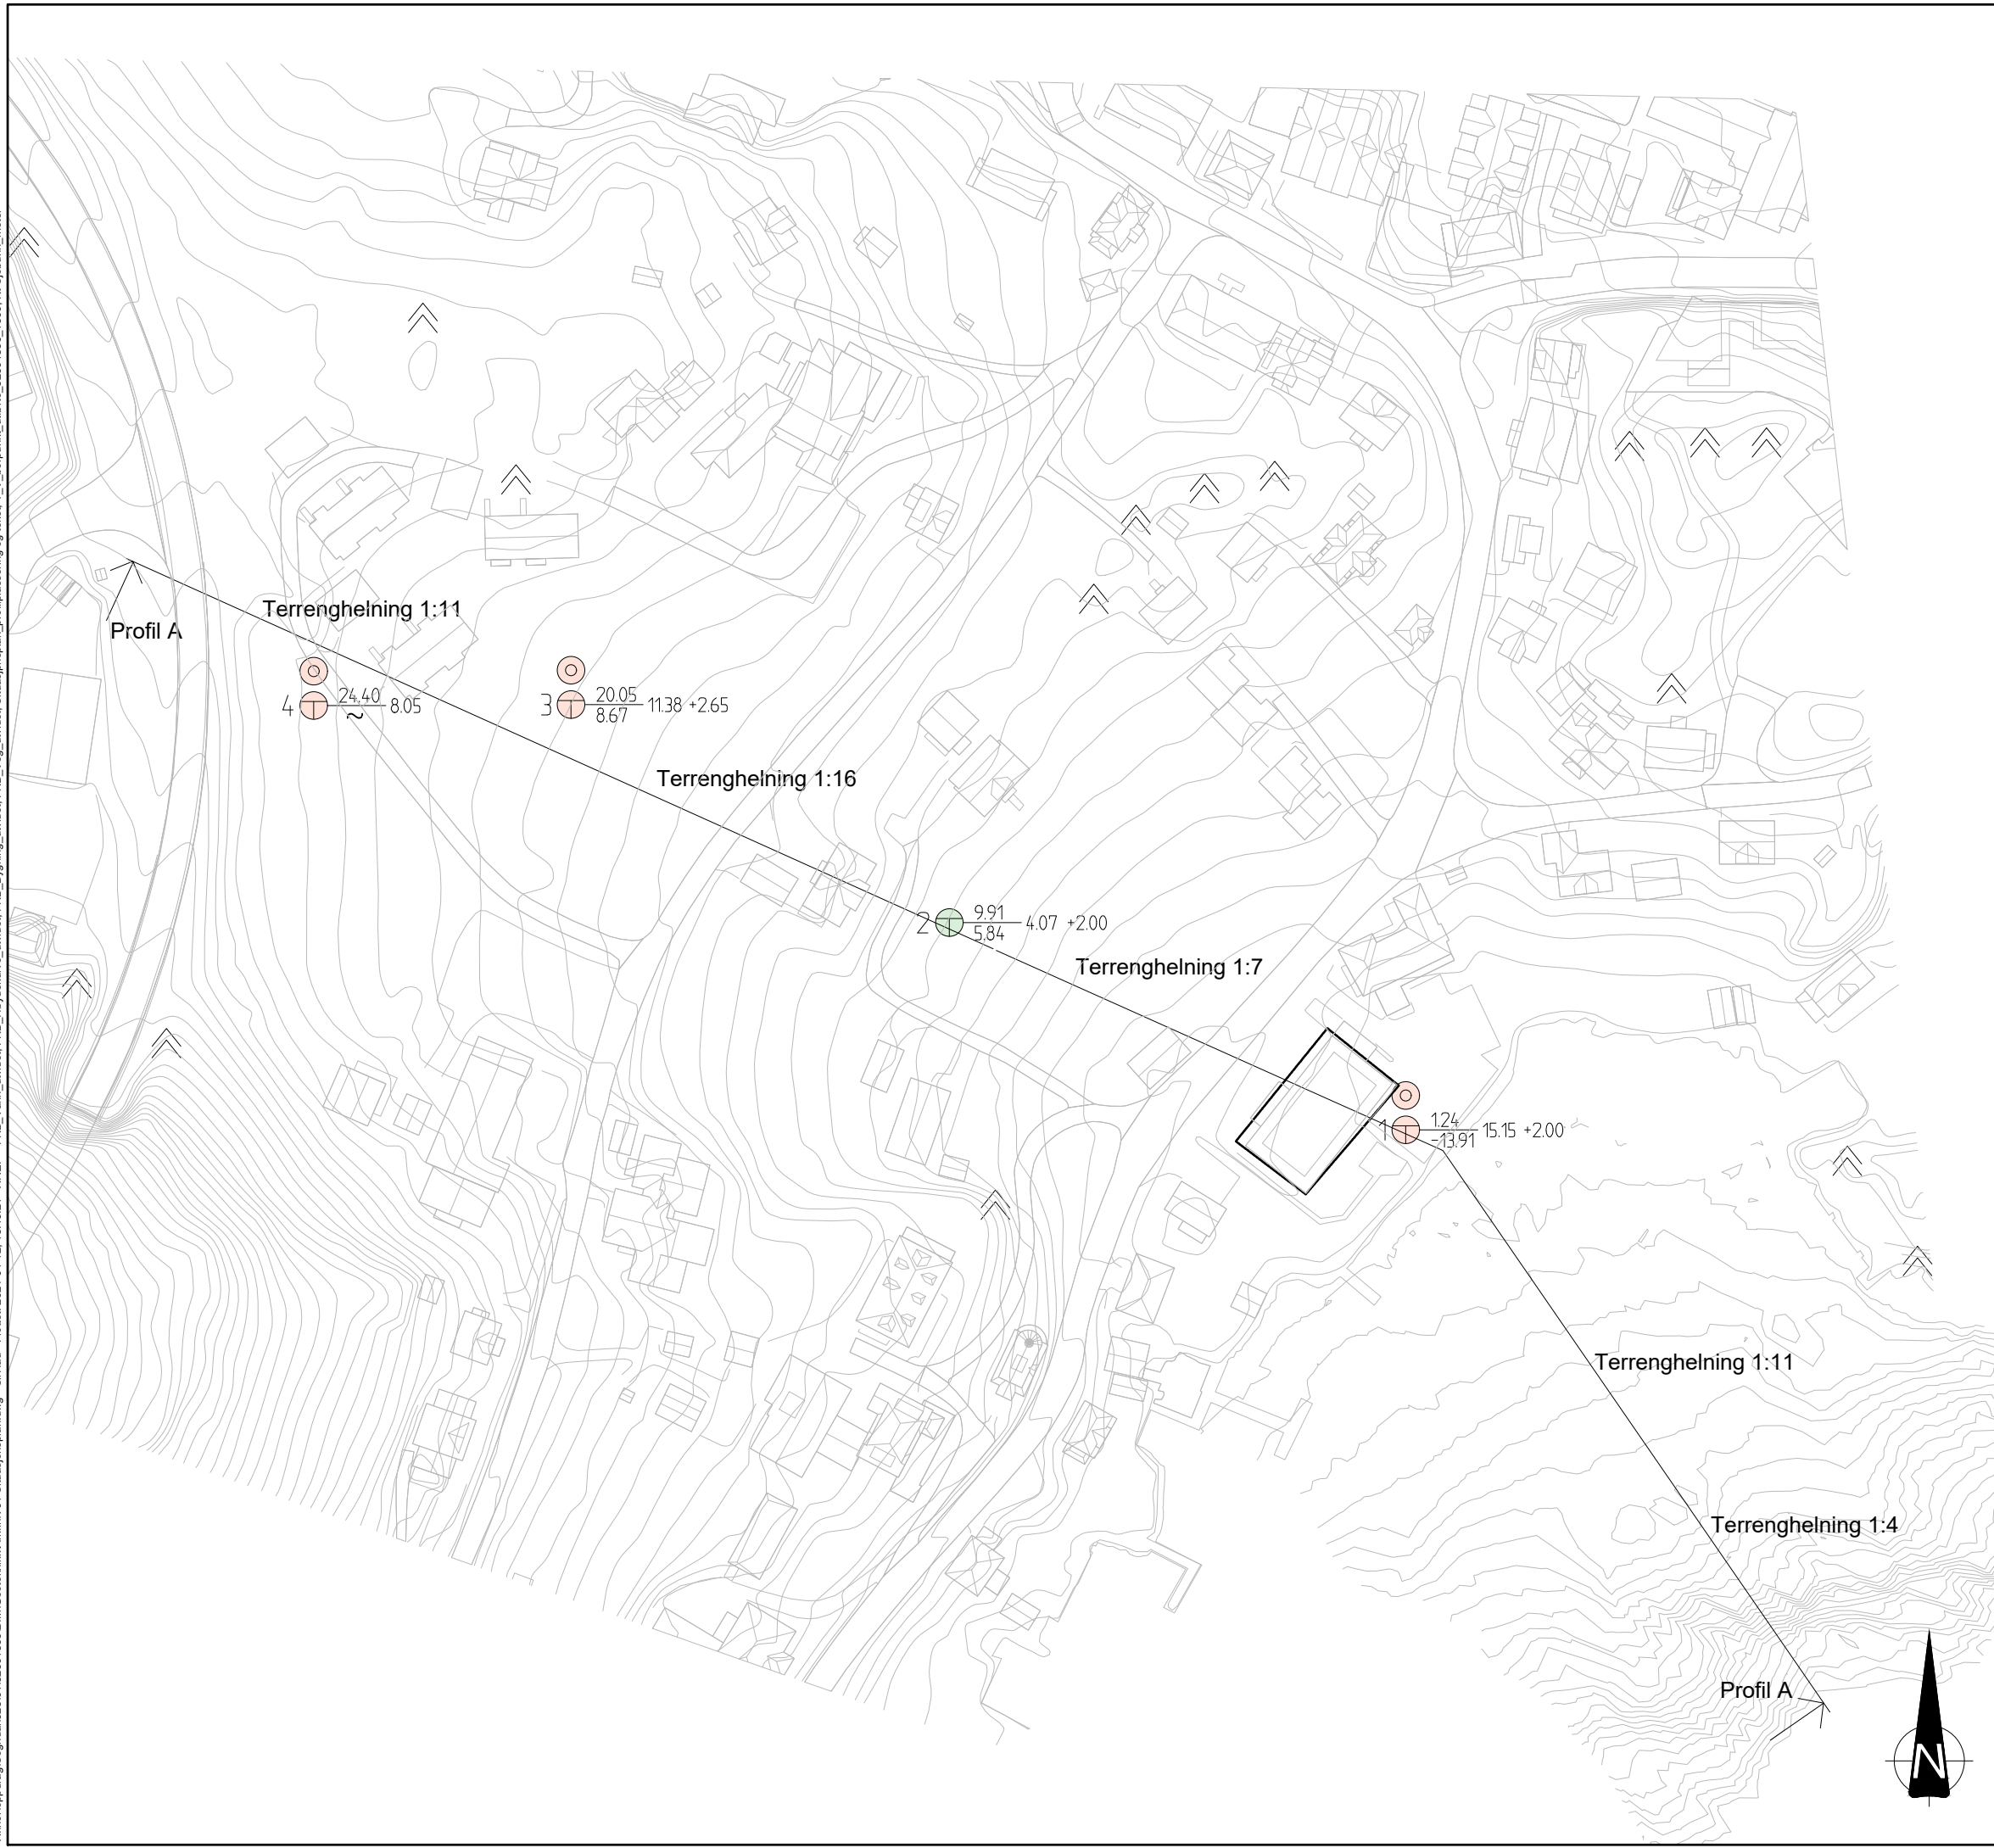 Terrenghelning 1:11
Profil A
4 24.40 ~ 8.05
3 20.05 8.67 11.38 +2.65
Terrenghelning 1:16
2 9.91 5.84 4.07 +2.00
Terrenghelning 1:7
1 1.24 -13.91 15.15 +2.00
Terrenghelning 1:11
Terrenghelning 1:4
Profil A
N